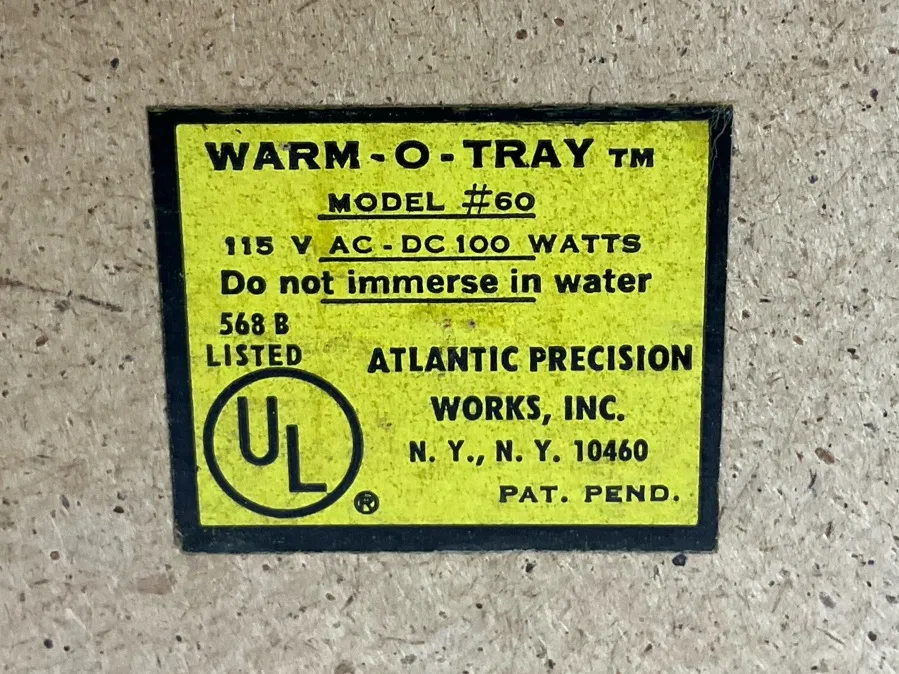 WARM-O-TRAY TM
MODEL #60
115 V AC-DC 100 WATTS
Do not immerse in water
568 B
LISTED
UL
®
ATLANTIC PRECISION
WORKS, INC.
N. Y., N. Y. 10460
PAT. PEND.